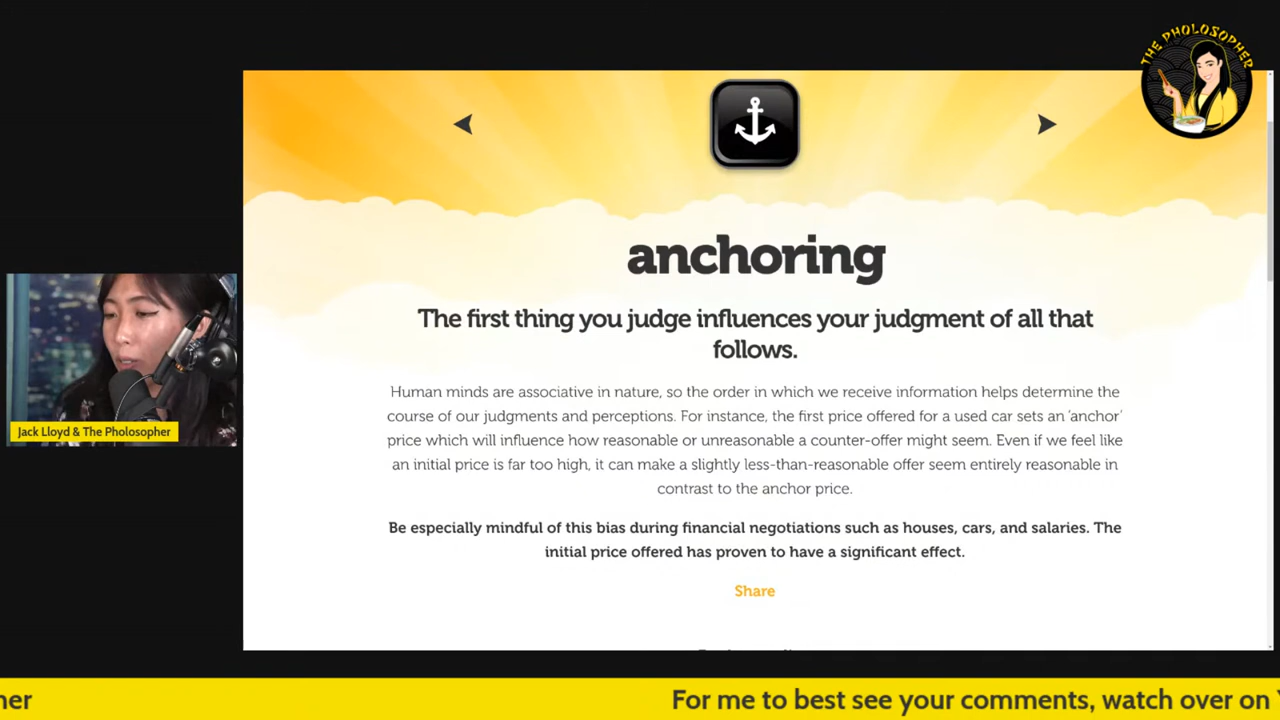 THE PHOLOSOPHER
anchoring
The first thing you judge influences your judgment of all that
follows.
Human minds are associative in nature, so the order in which we receive information helps determine the
course of our judgments and perceptions. For instance, the first price offered for a used car sets an 'anchor'
price which will influence how reasonable or unreasonable a counter-offer might seem. Even if we feel like
an initial price is far too high, it can make a slightly less-than-reasonable offer seem entirely reasonable in
contrast to the anchor price.
Be especially mindful of this bias during financial negotiations such as houses, cars, and salaries. The
initial price offered has proven to have a significant effect.
Share
Jack Lloyd & The Pholosopher
her For me to best see your comments, watch over on